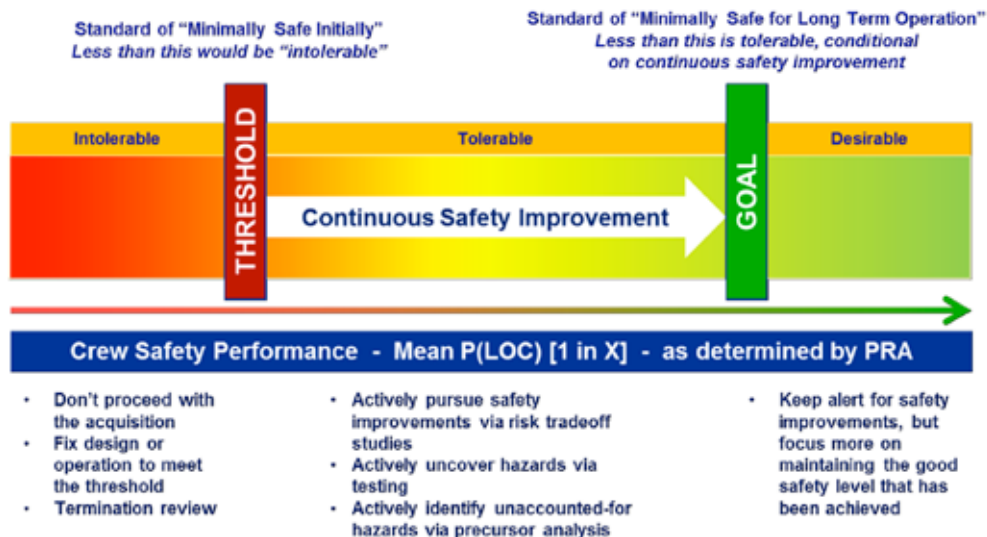 Standard of “Minimally Safe Initially”
Less than this would be “intolerable”
Standard of “Minimally Safe for Long Term Operation”
Less than this is tolerable, conditional
on continuous safety improvement
Intolerable
THRESHOLD
Tolerable
GOAL
Desirable
Continuous Safety Improvement
Crew Safety Performance - Mean P(LOC) [1 in X] - as determined by PRA
• Don’t proceed with
the acquisition
• Fix design or
operation to meet
the threshold
• Termination review
• Actively pursue safety
improvements via risk tradeoff
studies
• Actively uncover hazards via
testing
• Actively identify unaccounted-for
hazards via precursor analysis
• Keep alert for safety
improvements, but
focus more on
maintaining the good
safety level that has
been achieved